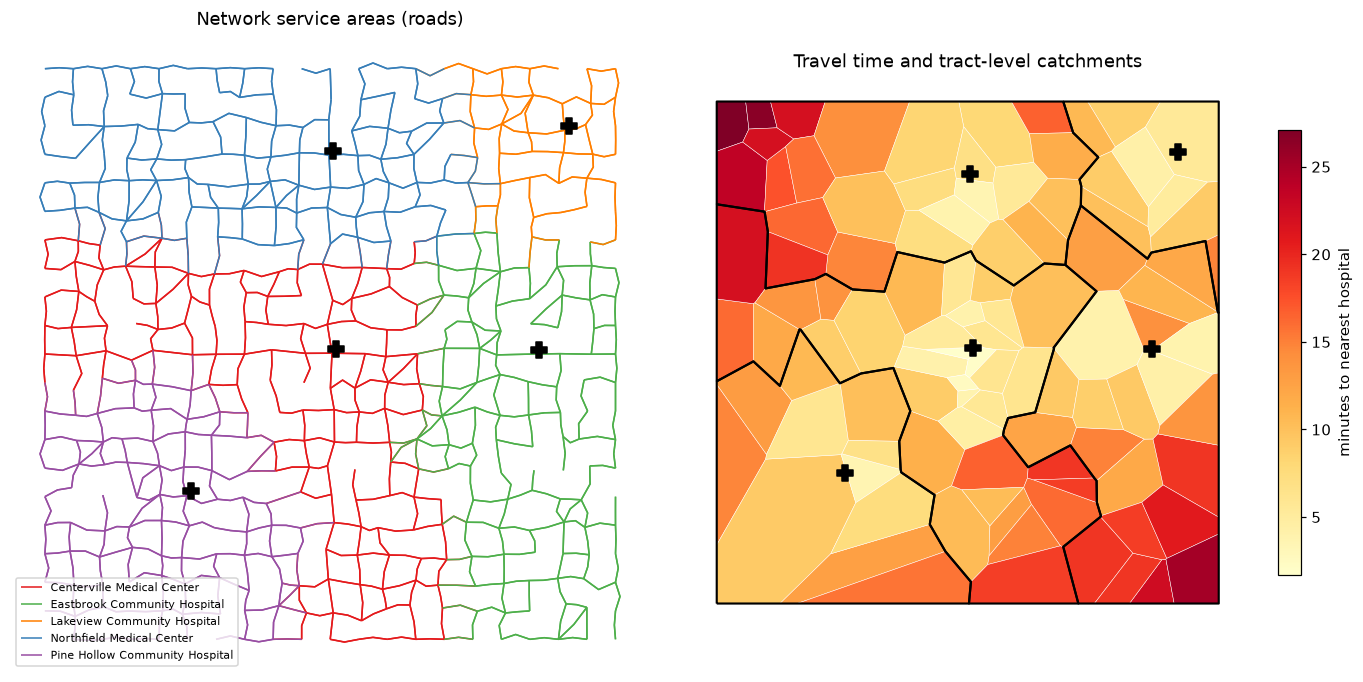 Network service areas (roads)
Travel time and tract-level catchments
Centerville Medical Center
Eastbrook Community Hospital
Lakeview Community Hospital
Northfield Medical Center
Pine Hollow Community Hospital
25
20
15
10
5
minutes to nearest hospital